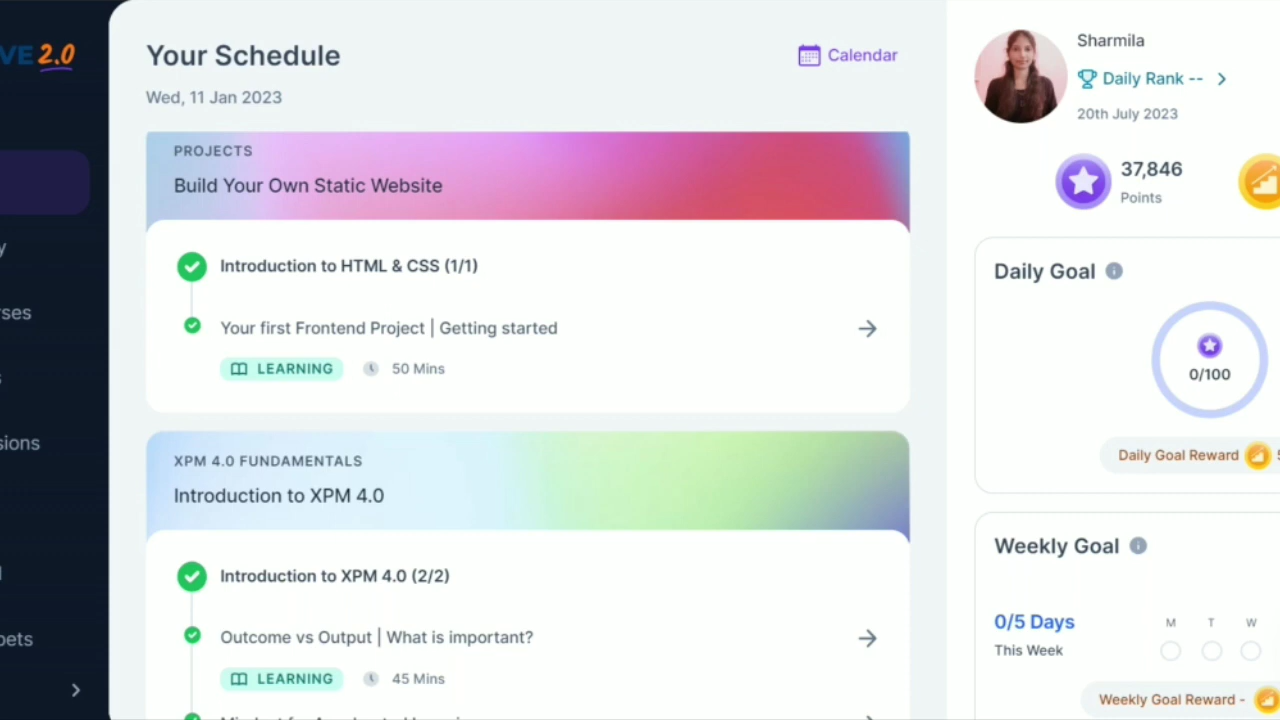 VE 2.0
Your Schedule
Calendar
Wed, 11 Jan 2023
PROJECTS
Build Your Own Static Website
Introduction to HTML & CSS (1/1)
Your first Frontend Project | Getting started
LEARNING 50 Mins
XPM 4.0 FUNDAMENTALS
Introduction to XPM 4.0
Introduction to XPM 4.0 (2/2)
Outcome vs Output | What is important?
LEARNING 45 Mins
Sharmila
Daily Rank --
20th July 2023
37,846
Points
Daily Goal
0/100
Daily Goal Reward
Weekly Goal
0/5 Days
M T W
This Week
Weekly Goal Reward -